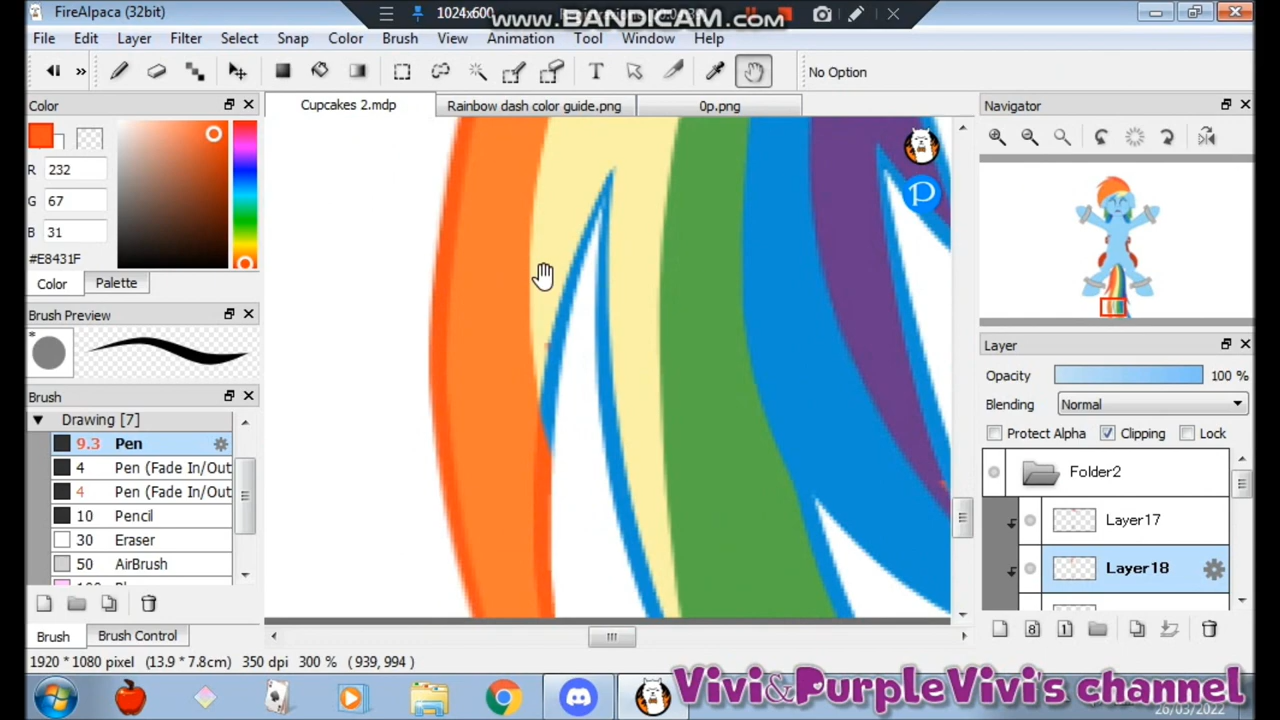 FireAlpaca (32bit)
1024x600
www.BANDICAM.com
File Edit Layer Filter Select Snap Color Brush View Animation Tool Window Help
No Option
Color
Cupcakes 2.mdp
Rainbow dash color guide.png
0p.png
Navigator
R 232
G 67
B 31
#E8431F
Color Palette
Brush Preview
Brush
Drawing [7]
9.3 Pen
4 Pen (Fade In/Out
4 Pen (Fade In/Out
10 Pencil
30 Eraser
50 AirBrush
Brush Brush Control
Layer
Opacity 100 %
Blending Normal
Protect Alpha Clipping Lock
Folder2
Layer17
Layer18
1920 * 1080 pixel (13.9 * 7.8cm) 350 dpi 300 % ( 939, 994 )
Vivi&PurpleVivi's channel
26/03/2022